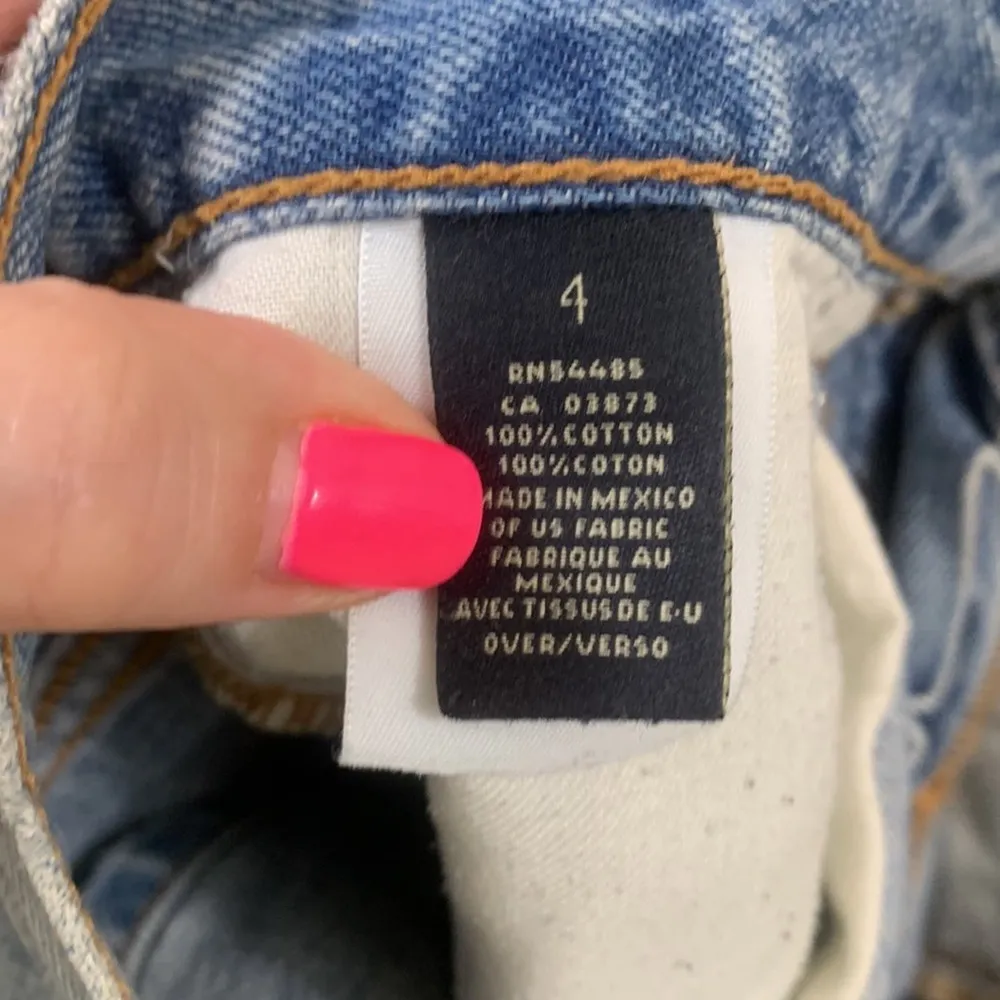 4
RN54485
CA 03873
100% COTTON
100% COTON
MADE IN MEXICO
OF US FABRIC
FABRIQUE AU
MEXIQUE
AVEC TISSUS DE E-U
OVER/VERSO